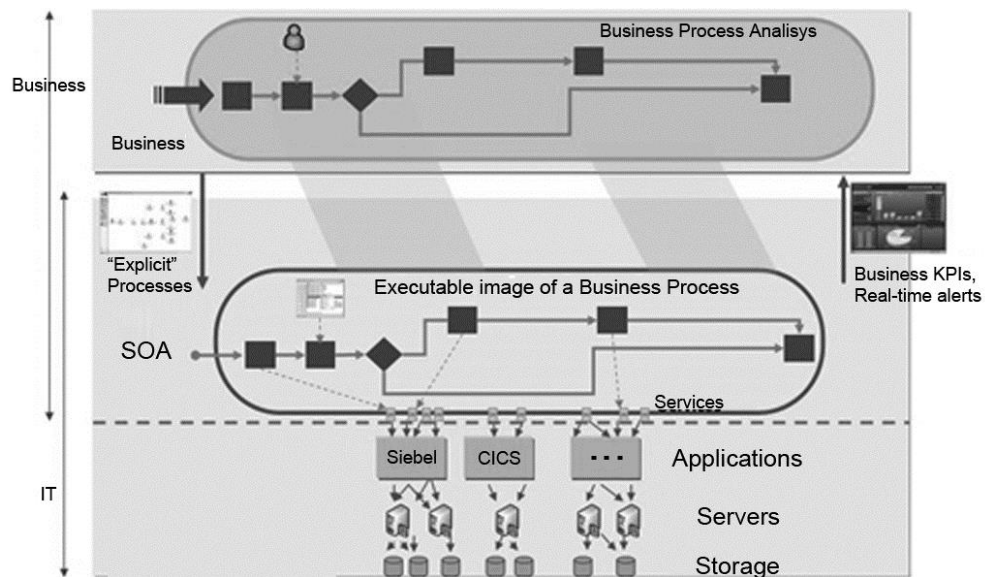 Business Process Analisys
Business
Business
"Explicit"
Processes
Business KPIs,
Real-time alerts
Executable image of a Business Process
SOA
Services
Siebel
CICS
...
Applications
IT
Servers
Storage